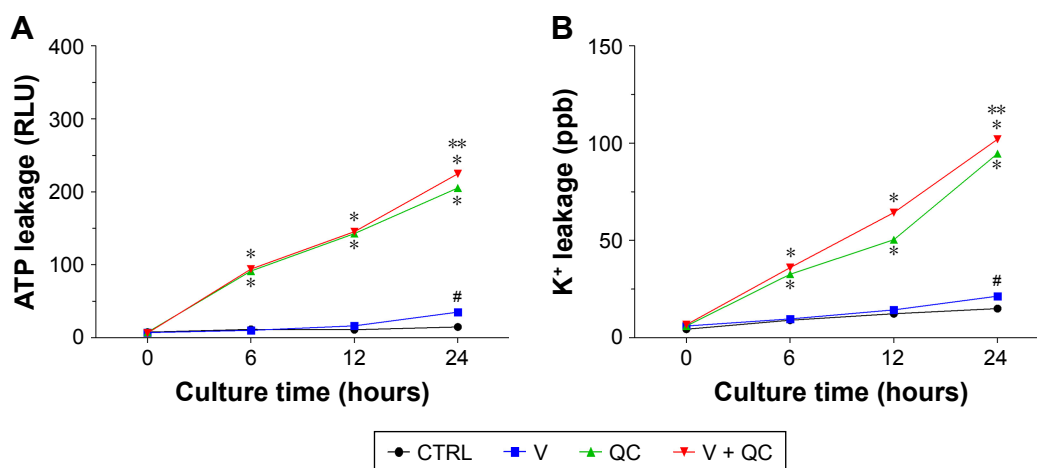 A
ATP leakage (RLU)
400
300
200
100
0
* *
* *
**
*
*
#
0 6 12 24
Culture time (hours)
B
K+ leakage (ppb)
150
100
50
0
* *
* *
**
*
*
#
0 6 12 24
Culture time (hours)
CTRL V QC V + QC